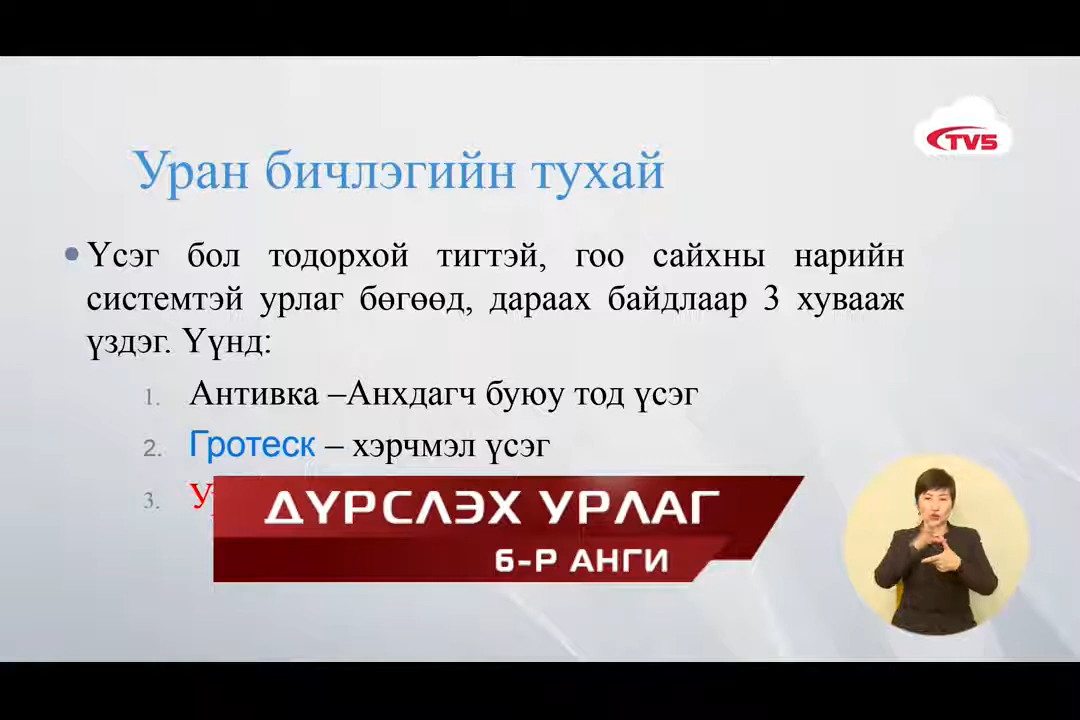 TV5
Уран бичлэгийн тухай
• Үсэг бол тодорхой тигтэй, гоо сайхны нарийн
системтэй урлаг бөгөөд, дараах байдлаар 3 хувааж
үздэг. Үүнд:
1. Антивка –Анхдагч буюу тод үсэг
2. Гротеск – хэрчмэл үсэг
3.
ДҮРСЛЭХ УРЛАГ
6-Р АНГИ